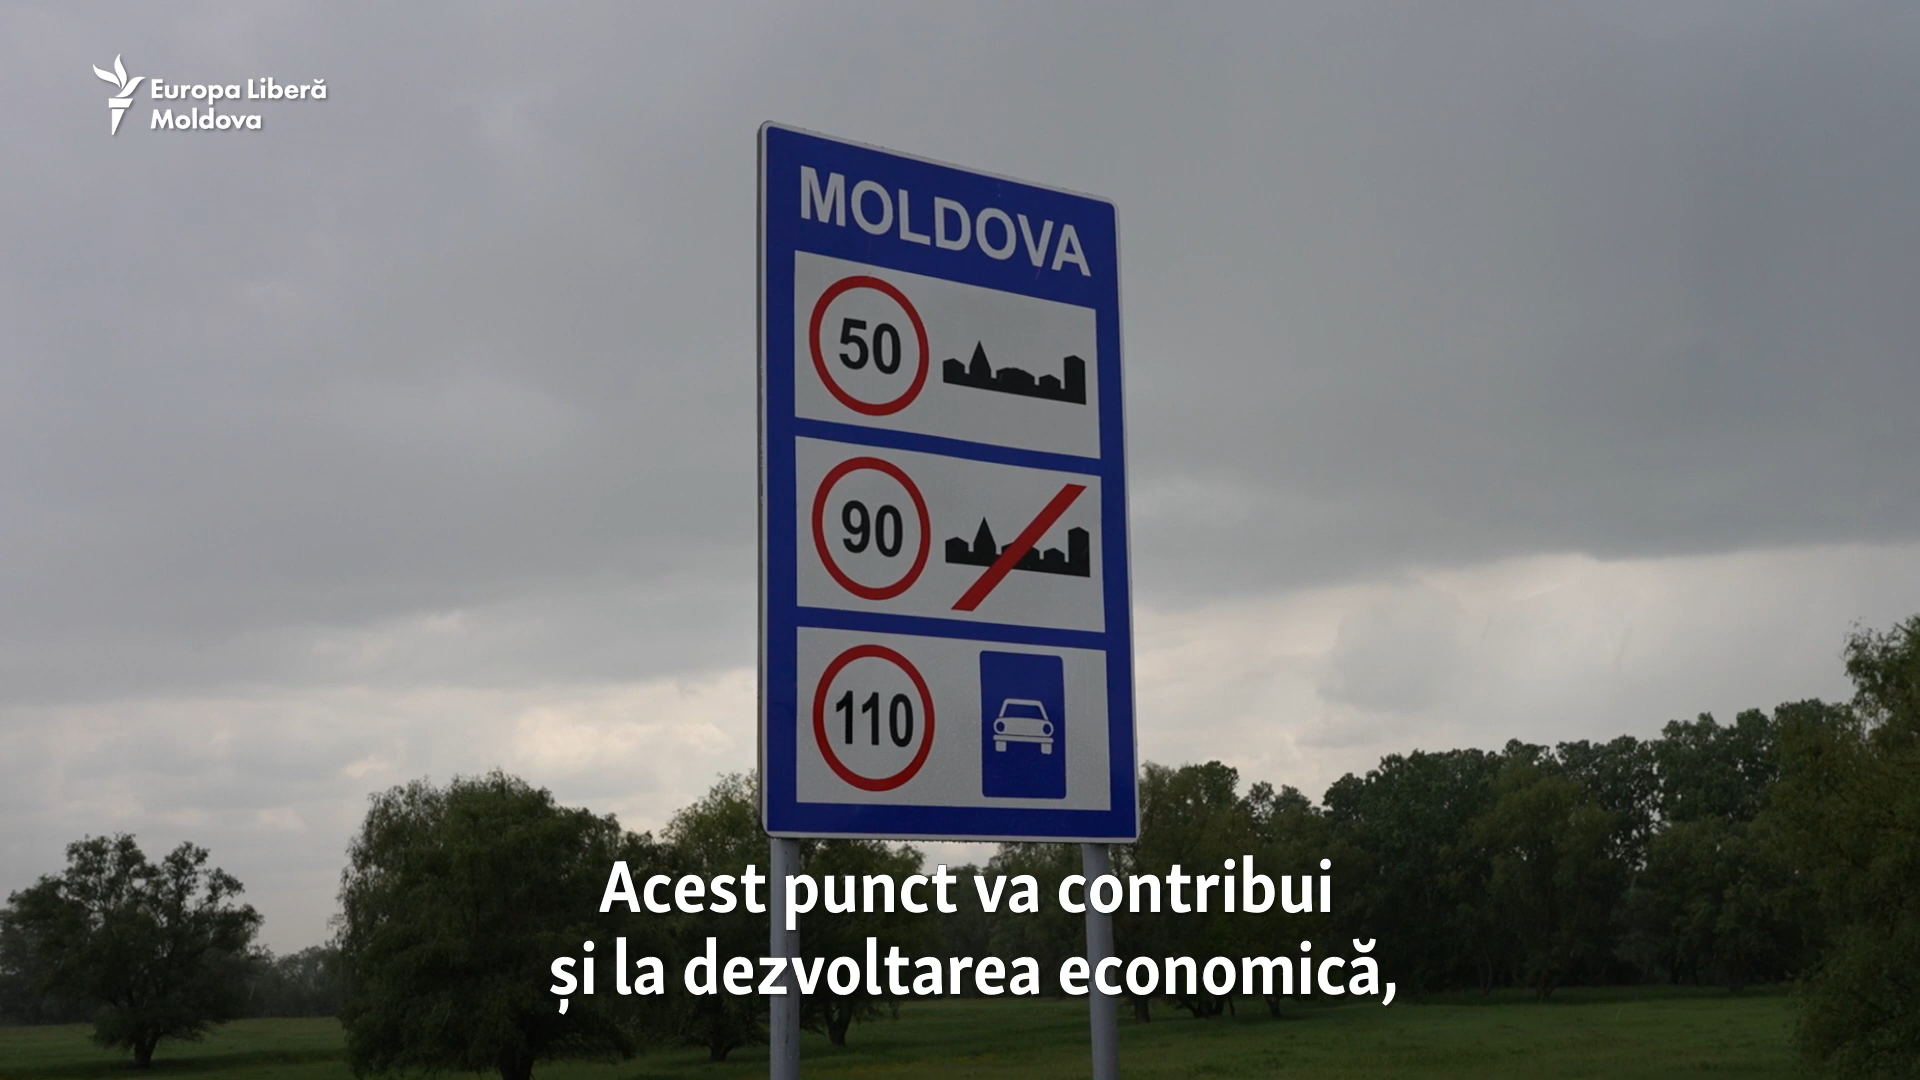 Europa Liberă
Moldova
MOLDOVA
50
90
110
Acest punct va contribui
și la dezvoltarea economică,